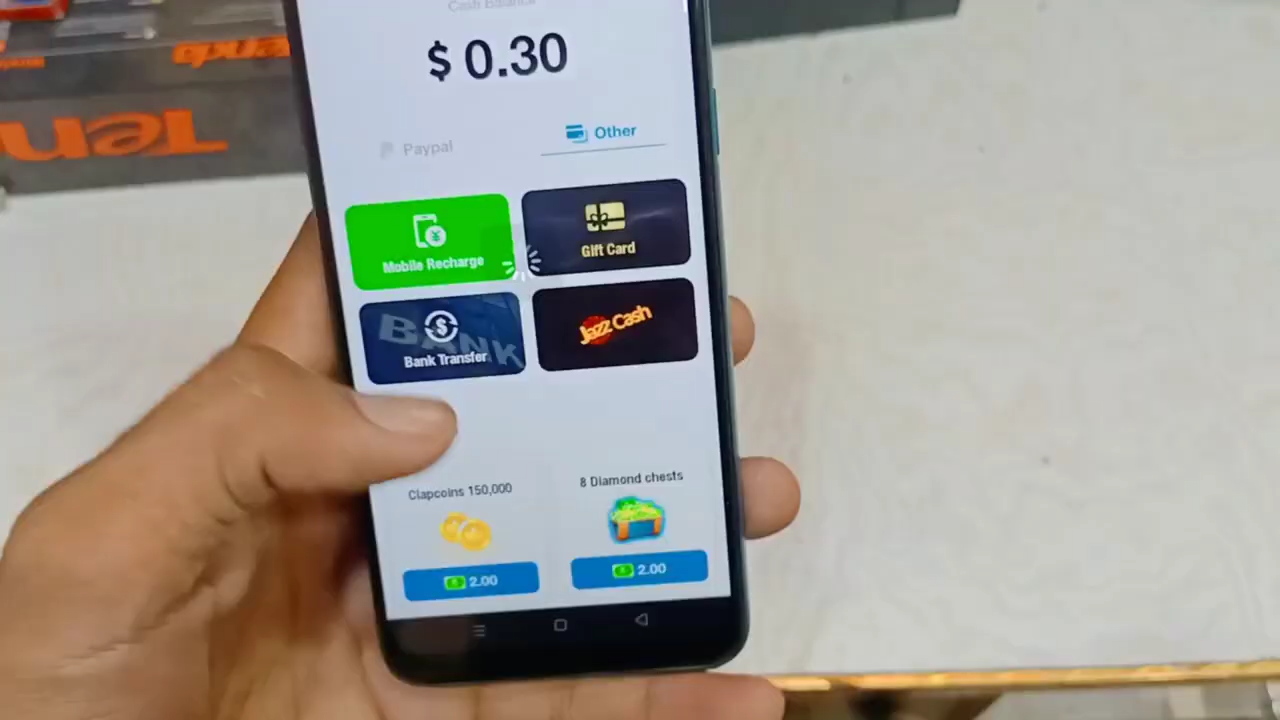 Cash Balance
$ 0.30
Paypal
Other
Mobile Recharge
Gift Card
BANK
Bank Transfer
Jazz Cash
Clapcoins 150,000
8 Diamond chests
2.00
2.00
Tenda